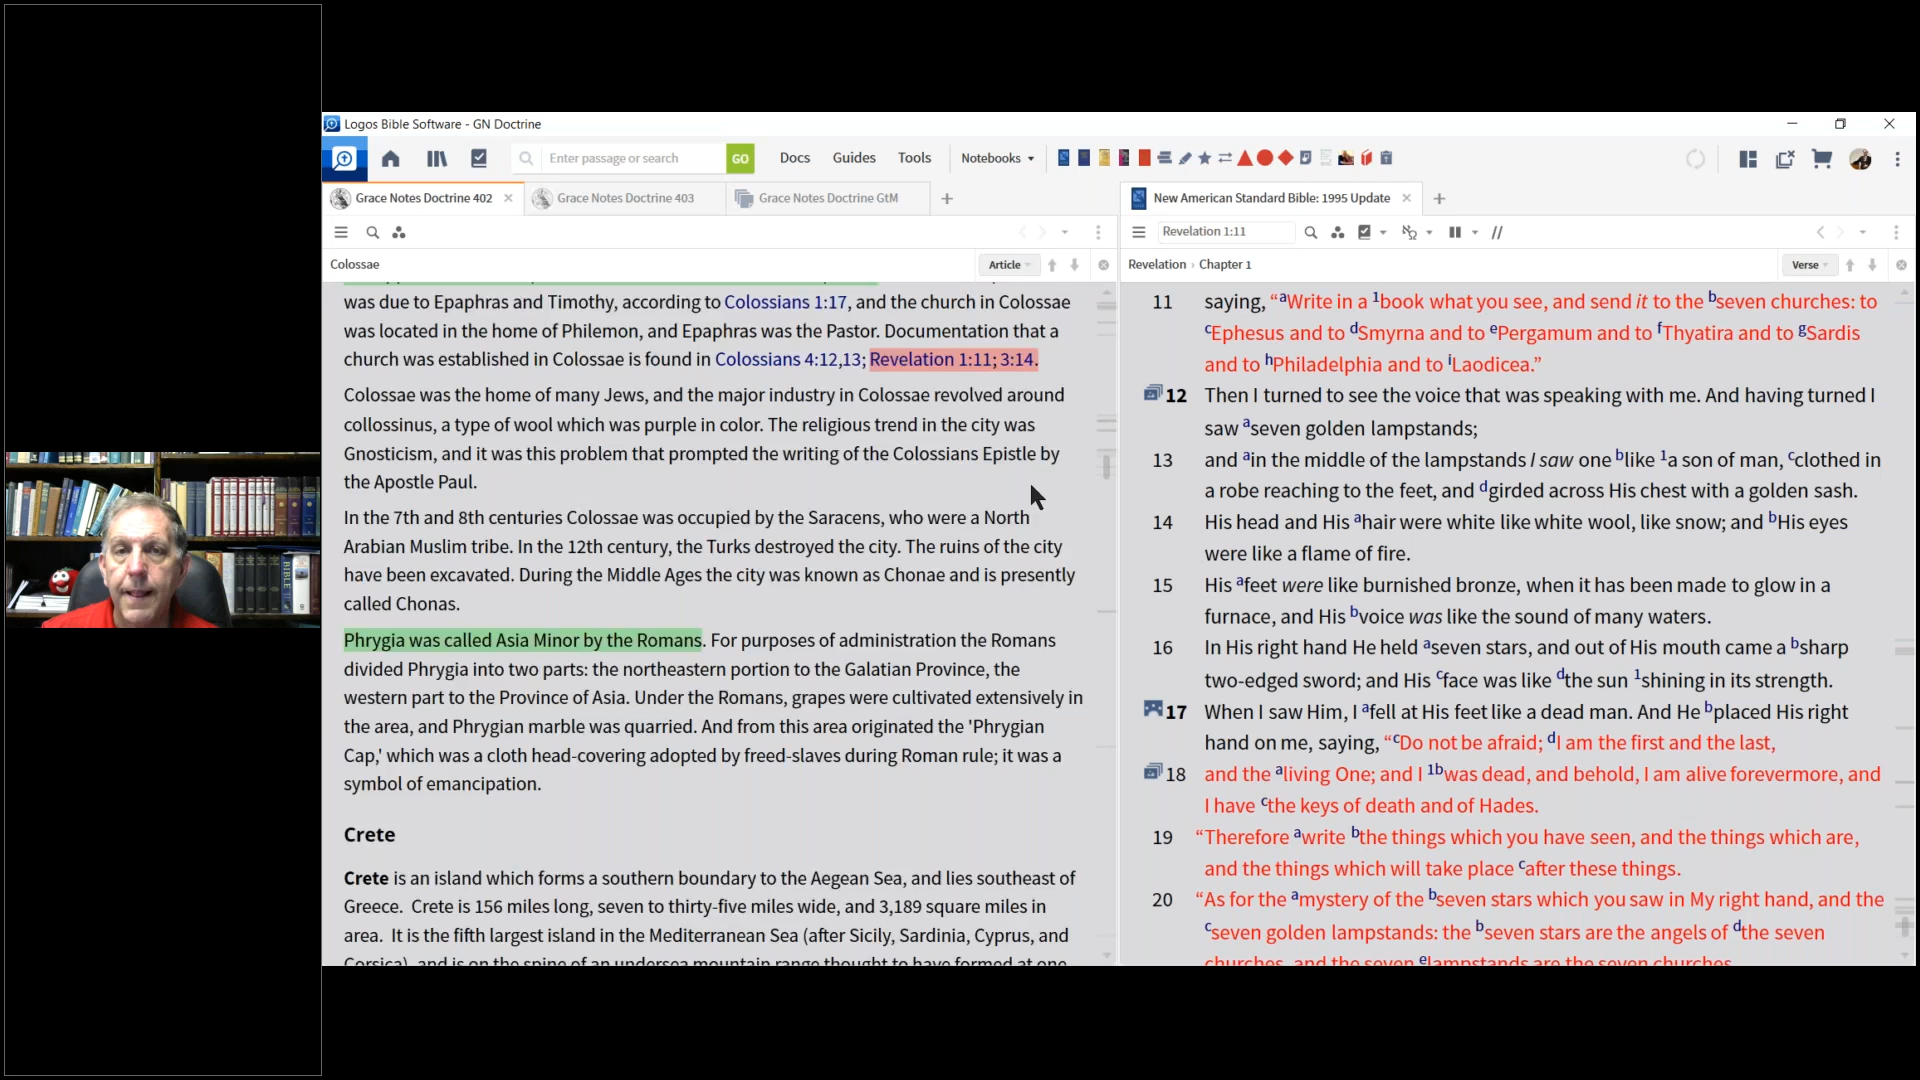 Logos Bible Software - GN Doctrine
Enter passage or search
GO
Docs
Guides
Tools
Notebooks
Grace Notes Doctrine 402
Grace Notes Doctrine 403
Grace Notes Doctrine GtM
Colossae
Article
was due to Epaphras and Timothy, according to Colossians 1:17, and the church in Colossae
was located in the home of Philemon, and Epaphras was the Pastor. Documentation that a
church was established in Colossae is found in Colossians 4:12,13; Revelation 1:11; 3:14.
Colossae was the home of many Jews, and the major industry in Colossae revolved around
collossinus, a type of wool which was purple in color. The religious trend in the city was
Gnosticism, and it was this problem that prompted the writing of the Colossians Epistle by
the Apostle Paul.
In the 7th and 8th centuries Colossae was occupied by the Saracens, who were a North
Arabian Muslim tribe. In the 12th century, the Turks destroyed the city. The ruins of the city
have been excavated. During the Middle Ages the city was known as Chonae and is presently
called Chonas.
Phrygia was called Asia Minor by the Romans. For purposes of administration the Romans
divided Phrygia into two parts: the northeastern portion to the Galatian Province, the
western part to the Province of Asia. Under the Romans, grapes were cultivated extensively in
the area, and Phrygian marble was quarried. And from this area originated the 'Phrygian
Cap,' which was a cloth head-covering adopted by freed-slaves during Roman rule; it was a
symbol of emancipation.
Crete
Crete is an island which forms a southern boundary to the Aegean Sea, and lies southeast of
Greece. Crete is 156 miles long, seven to thirty-five miles wide, and 3,189 square miles in
area. It is the fifth largest island in the Mediterranean Sea (after Sicily, Sardinia, Cyprus, and
Corsica), and is on the spine of an undersea mountain range thought to have formed at one
New American Standard Bible: 1995 Update
Revelation 1:11
Revelation › Chapter 1
Verse
11 saying, “aWrite in a 1book what you see, and send it to the bseven churches: to
cEphesus and to dSmyrna and to ePergamum and to fThyatira and to gSardis
and to hPhiladelphia and to iLaodicea.”
12 Then I turned to see the voice that was speaking with me. And having turned I
saw aseven golden lampstands;
13 and ain the middle of the lampstands I saw one blike 1a son of man, cclothed in
a robe reaching to the feet, and dgirded across His chest with a golden sash.
14 His head and His ahair were white like white wool, like snow; and bHis eyes
were like a flame of fire.
15 His afeet were like burnished bronze, when it has been made to glow in a
furnace, and His bvoice was like the sound of many waters.
16 In His right hand He held aseven stars, and out of His mouth came a bsharp
two-edged sword; and His cface was like dthe sun 1shining in its strength.
17 When I saw Him, I afell at His feet like a dead man. And He bplaced His right
hand on me, saying, “cDo not be afraid; dI am the first and the last,
18 and the aliving One; and I 1bwas dead, and behold, I am alive forevermore, and
I have cthe keys of death and of Hades.
19 “Therefore awrite bthe things which you have seen, and the things which are,
and the things which will take place cafter these things.
20 “As for the amystery of the bseven stars which you saw in My right hand, and the
cseven golden lampstands: the bseven stars are the angels of dthe seven
churches, and the seven elampstands are the seven churches.
BIBLE